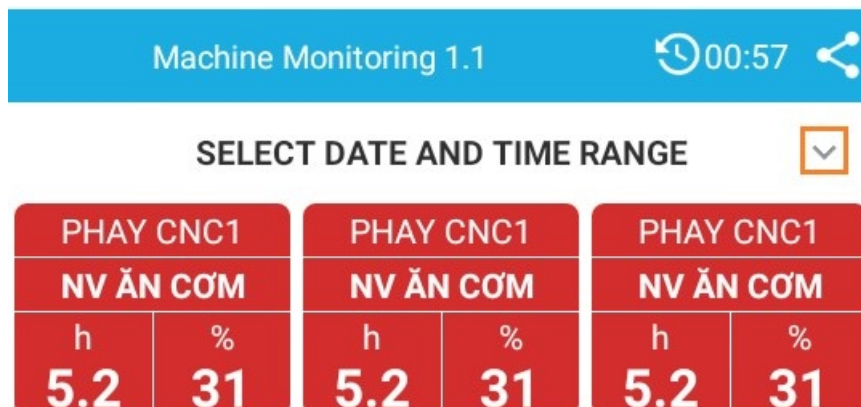 Machine Monitoring 1.1 00:57
SELECT DATE AND TIME RANGE
PHAY CNC1 PHAY CNC1 PHAY CNC1
NV ĂN CƠM NV ĂN CƠM NV ĂN CƠM
h % h % h %
5.2 31 5.2 31 5.2 31